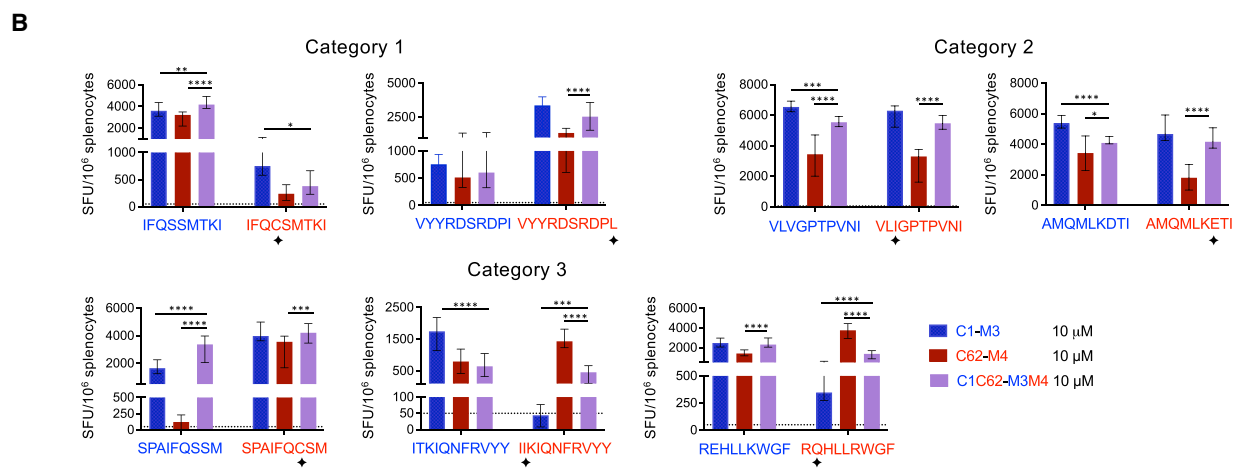 B
Category 1
Category 2
SFU/10⁶ splenocytes
6000
4000
2000
1000
500
0
**
****
*
IFQSSMTKI
IFQCSMTKI
✦
SFU/10⁶ splenocytes
5000
2500
1000
500
0
****
VYYRDSRDPI
VYYRDSRDPL
✦
SFU/10⁶ splenocytes
8000
6000
4000
2000
0
***
****
****
VLVGPTPVNI
VLIGPTPVNI
✦
SFU/10⁶ splenocytes
8000
6000
4000
2000
0
****
*
****
AMQMLKDTI
AMQMLKETI
✦
Category 3
SFU/10⁶ splenocytes
6000
4000
2000
500
250
0
****
****
***
SPAIFQSSM
SPAIFQCSM
✦
SFU/10⁶ splenocytes
2500
1500
500
100
50
0
****
***
****
ITKIQNFRVYY
IIKIQNFRVYY
✦
SFU/10⁶ splenocytes
6000
4000
2000
500
250
0
****
****
****
REHLLKWGF
RQHLLRWGF
✦
C1-M3 10 μM
C62-M4 10 μM
C1C62-M3M4 10 μM